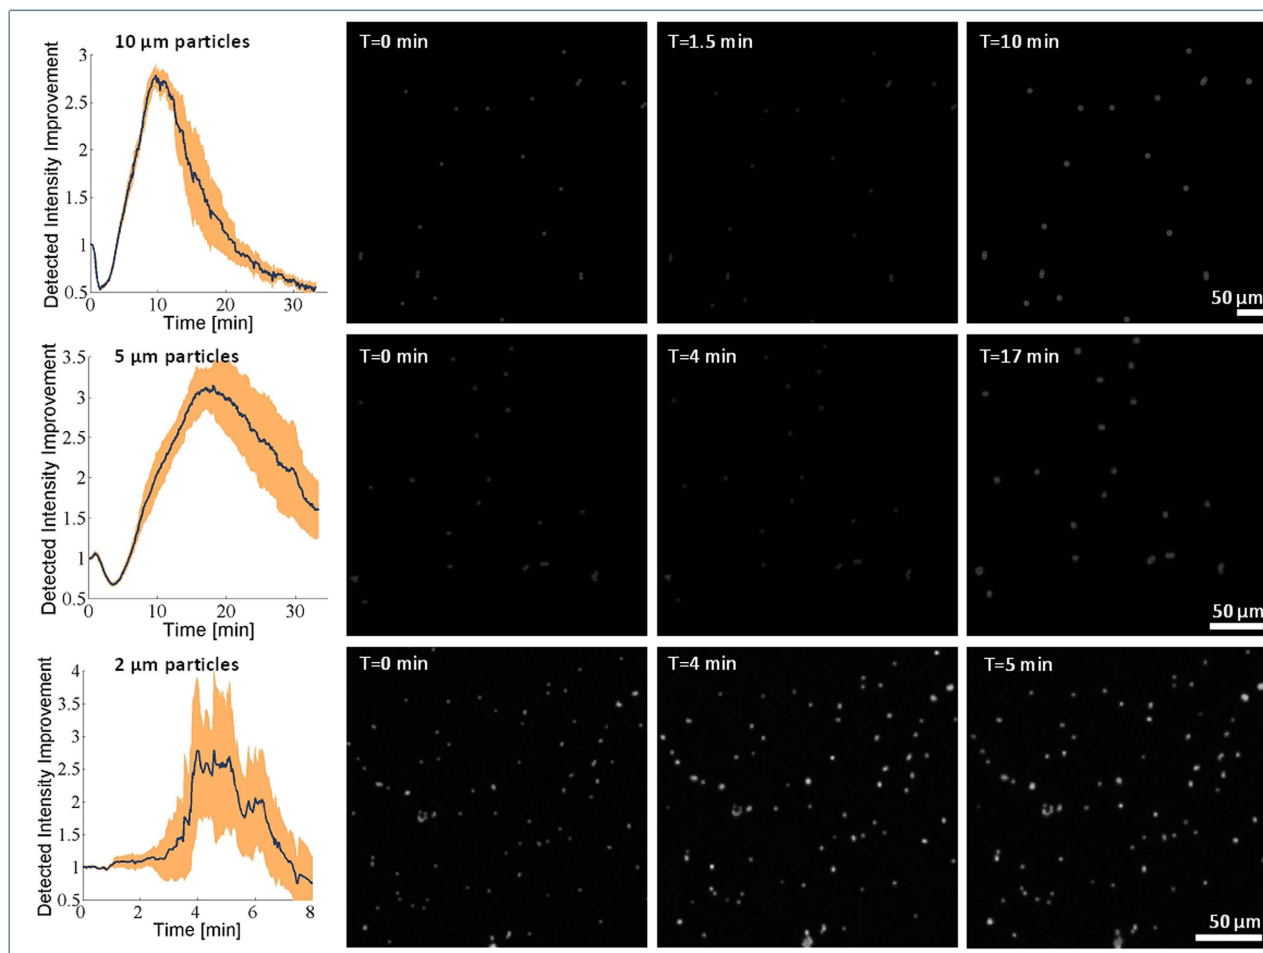 10 µm particles
Detected Intensity Improvement
3
2.5
2
1.5
1
0.5
0 10 20 30
Time [min]
T=0 min
T=1.5 min
T=10 min
50 µm
5 µm particles
Detected Intensity Improvement
3.5
3
2.5
2
1.5
1
0.5
0 10 20 30
Time [min]
T=0 min
T=4 min
T=17 min
50 µm
2 µm particles
Detected Intensity Improvement
4
3.5
3
2.5
2
1.5
1
0.5
0 2 4 6 8
Time [min]
T=0 min
T=4 min
T=5 min
50 µm